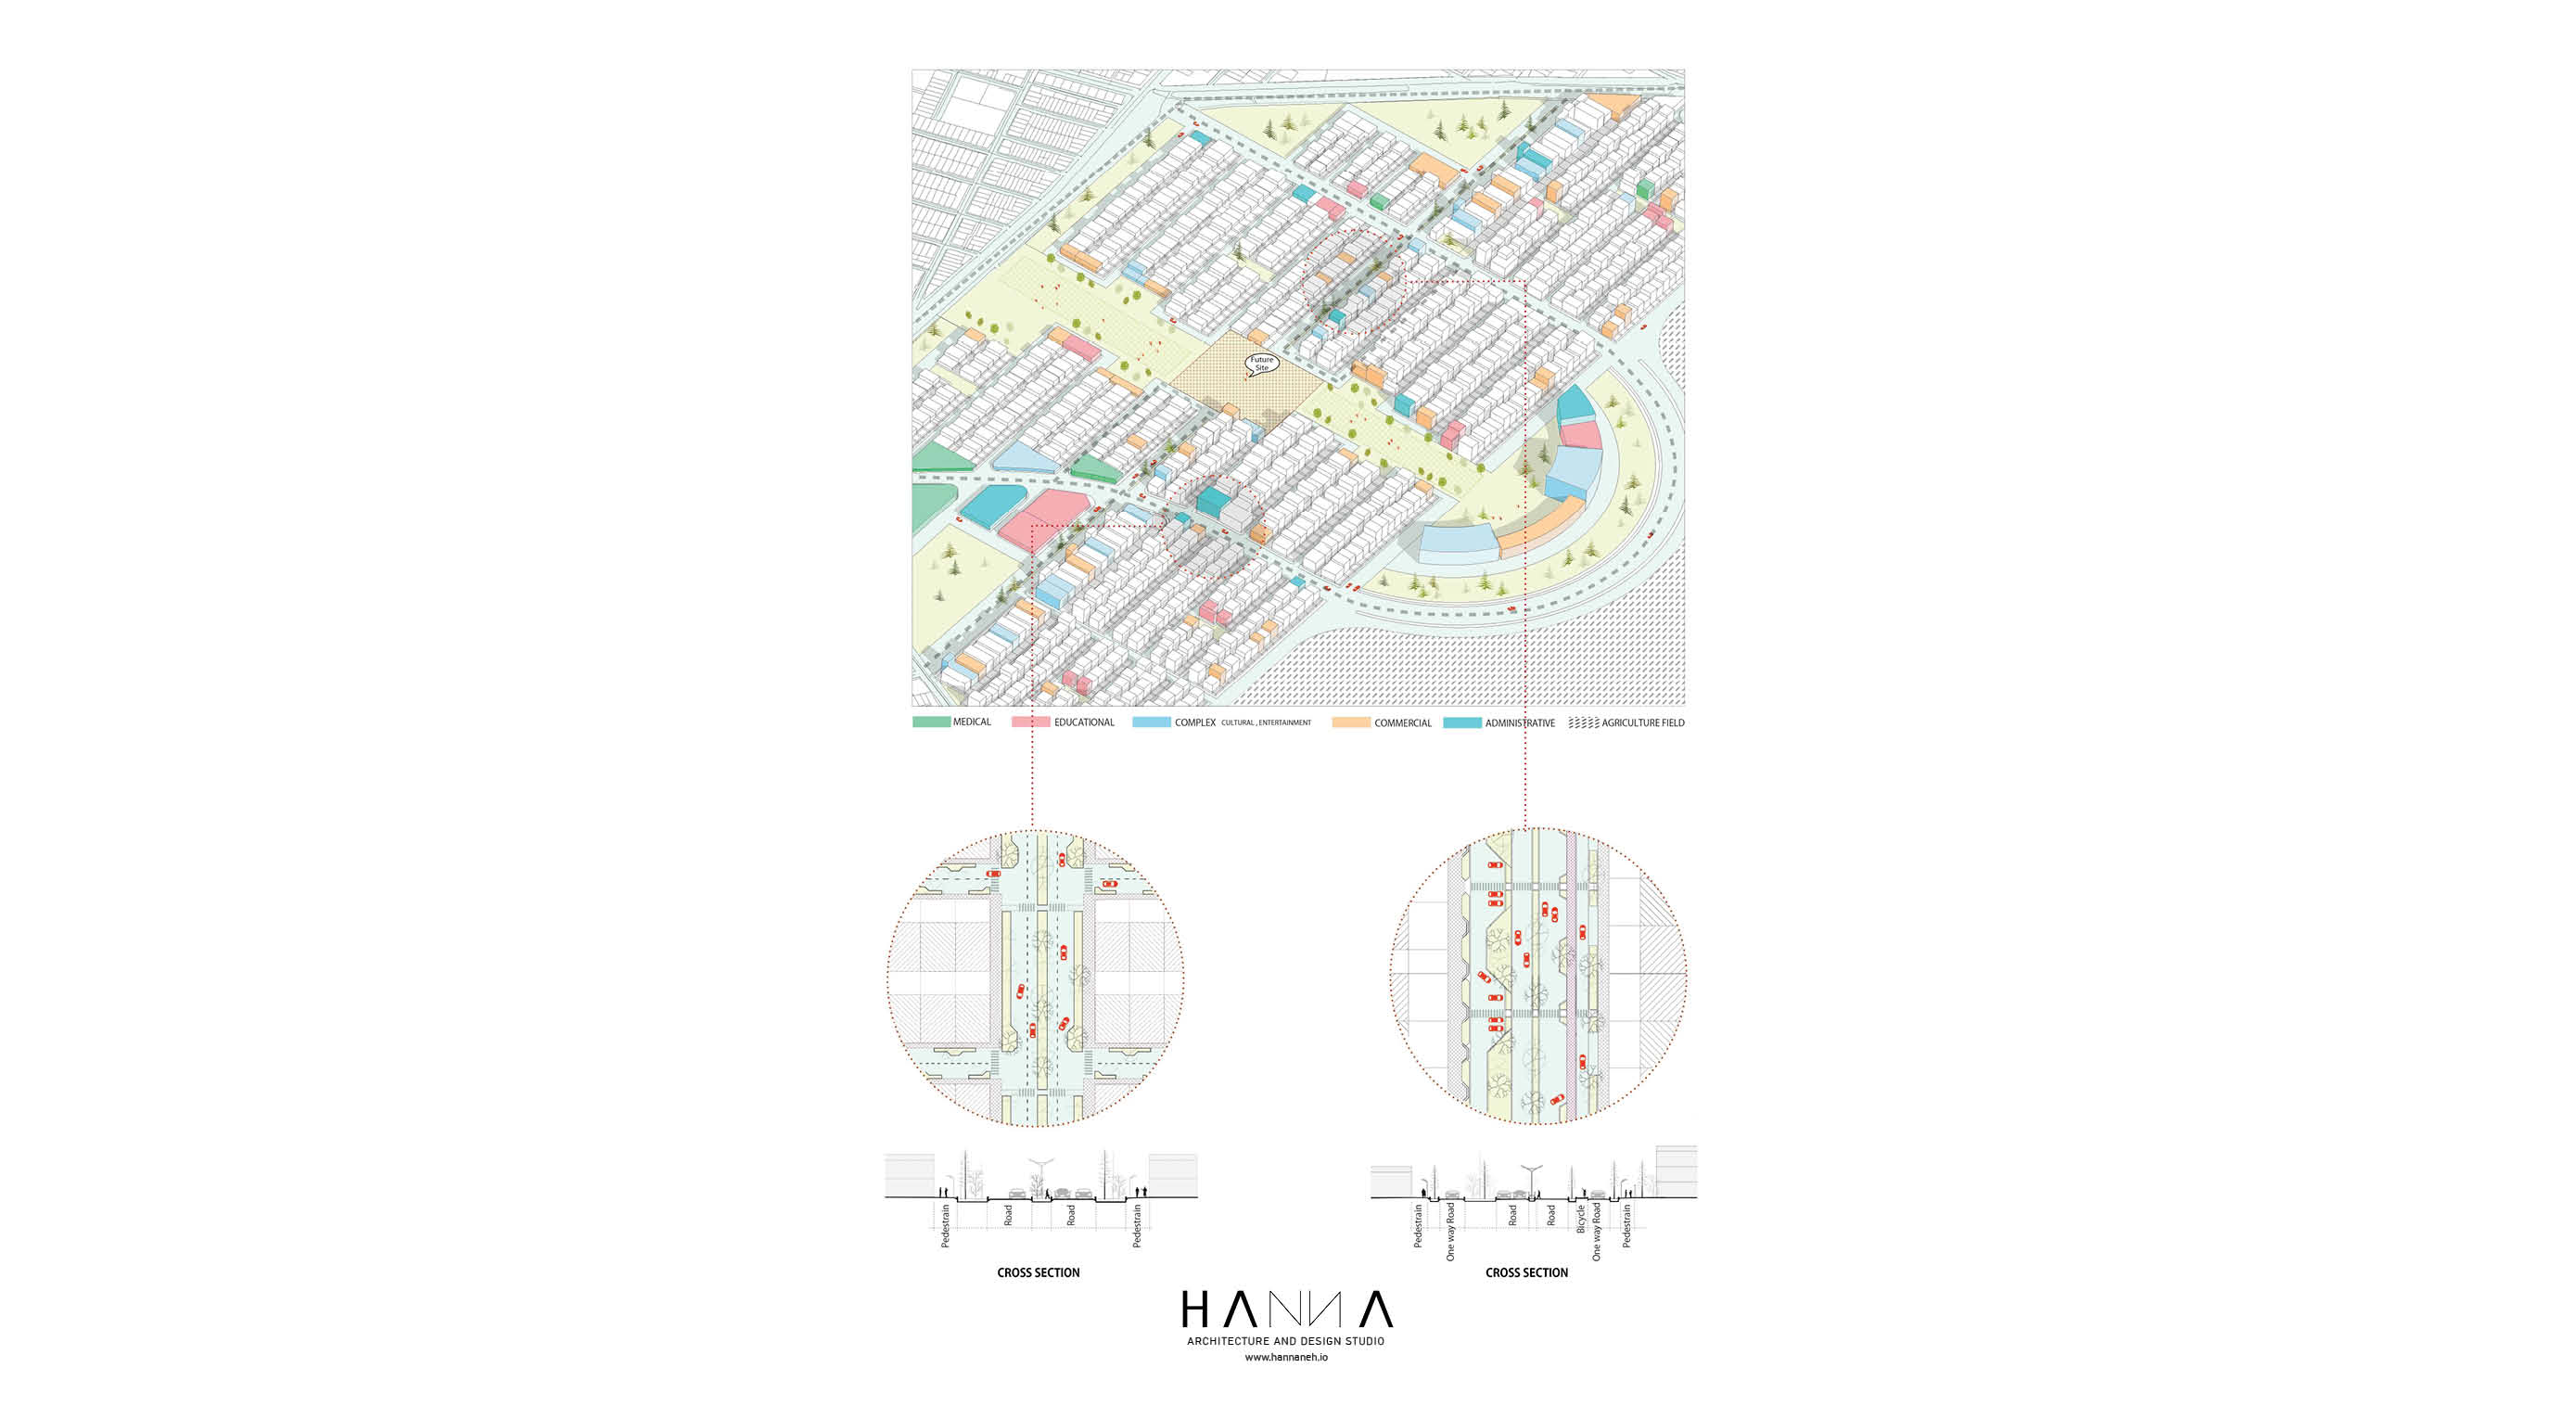 Future
Site
MEDICAL
EDUCATIONAL
COMPLEX CULTURAL , ENTERTAINMENT
COMMERCIAL
ADMINISTRATIVE
AGRICULTURE FIELD
Pedestrain
Road
Road
Pedestrain
CROSS SECTION
Pedestrain
One way Road
Road
Road
Bicycle
One way Road
Pedestrain
CROSS SECTION
HANNA
ARCHITECTURE AND DESIGN STUDIO
www.hannaneh.io